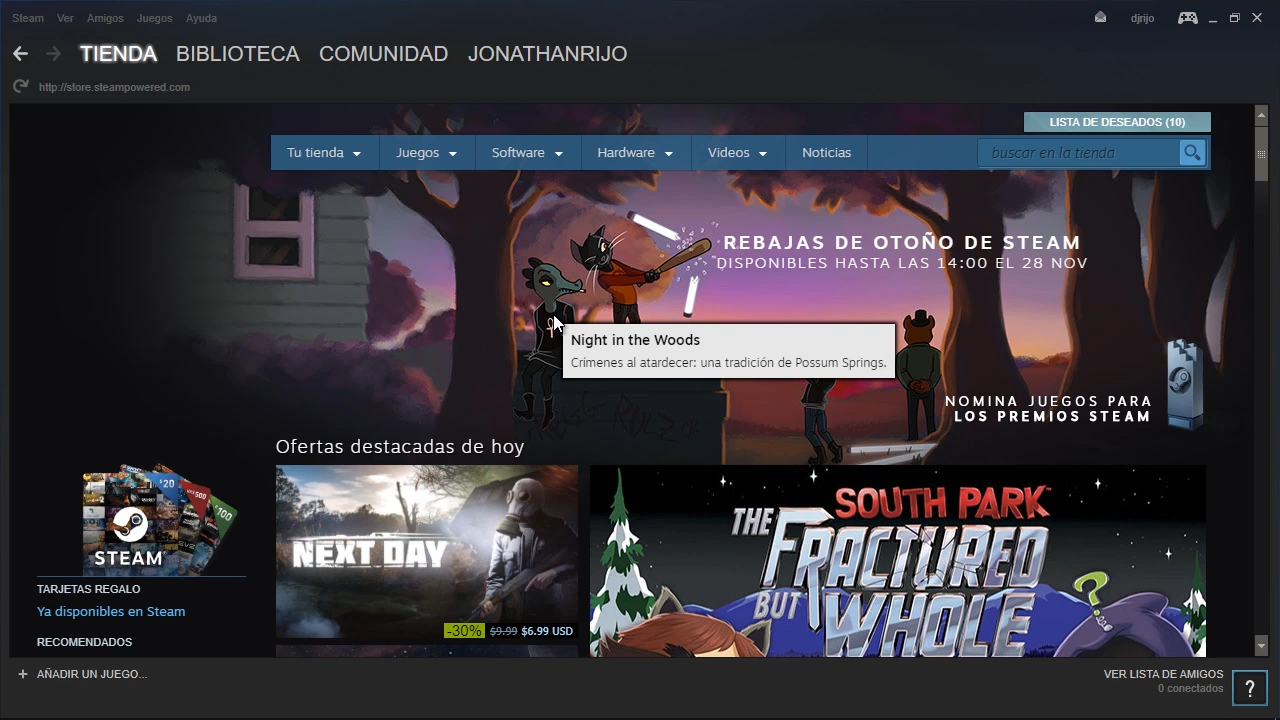 Steam Ver Amigos Juegos Ayuda djrijo
TIENDA BIBLIOTECA COMUNIDAD JONATHANRIJO
http://store.steampowered.com
LISTA DE DESEADOS (10)
Tu tienda Juegos Software Hardware Videos Noticias buscar en la tienda
REBAJAS DE OTOÑO DE STEAM
DISPONIBLES HASTA LAS 14:00 EL 28 NOV
Night in the Woods
Crímenes al atardecer: una tradición de Possum Springs.
NOMINA JUEGOS PARA
LOS PREMIOS STEAM
Ofertas destacadas de hoy
STEAM
TARJETAS REGALO
Ya disponibles en Steam
RECOMENDADOS
NEXT DAY
-30% $9.99 $6.99 USD
SOUTH PARK
THE FRACTURED
BUT WHOLE
+ AÑADIR UN JUEGO...
VER LISTA DE AMIGOS
0 conectados
?